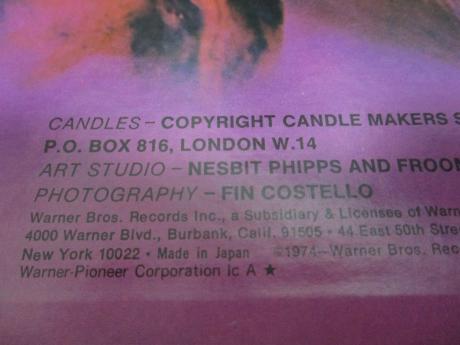 CANDLES – COPYRIGHT CANDLE MAKERS S
P.O. BOX 816, LONDON W.14
ART STUDIO – NESBIT PHIPPS AND FROOM
PHOTOGRAPHY – FIN COSTELLO
Warner Bros. Records Inc., a Subsidiary & Licensee of Warn
4000 Warner Blvd., Burbank, Calif. 91505 • 44 East 50th Stre
New York 10022 • Made in Japan ©1974—Warner Bros. Rec
Warner-Pioneer Corporation Ic A ★